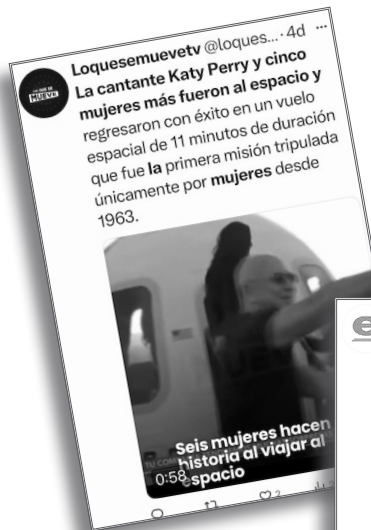 Loquesemuevetv @loques... · 4d ···
La cantante Katy Perry y cinco
mujeres más fueron al espacio y
regresaron con éxito en un vuelo
espacial de 11 minutos de duración
que fue la primera misión tripulada
únicamente por mujeres desde
1963.
MUEVE
Seis mujeres hacen
historia al viajar al
espacio
0:58